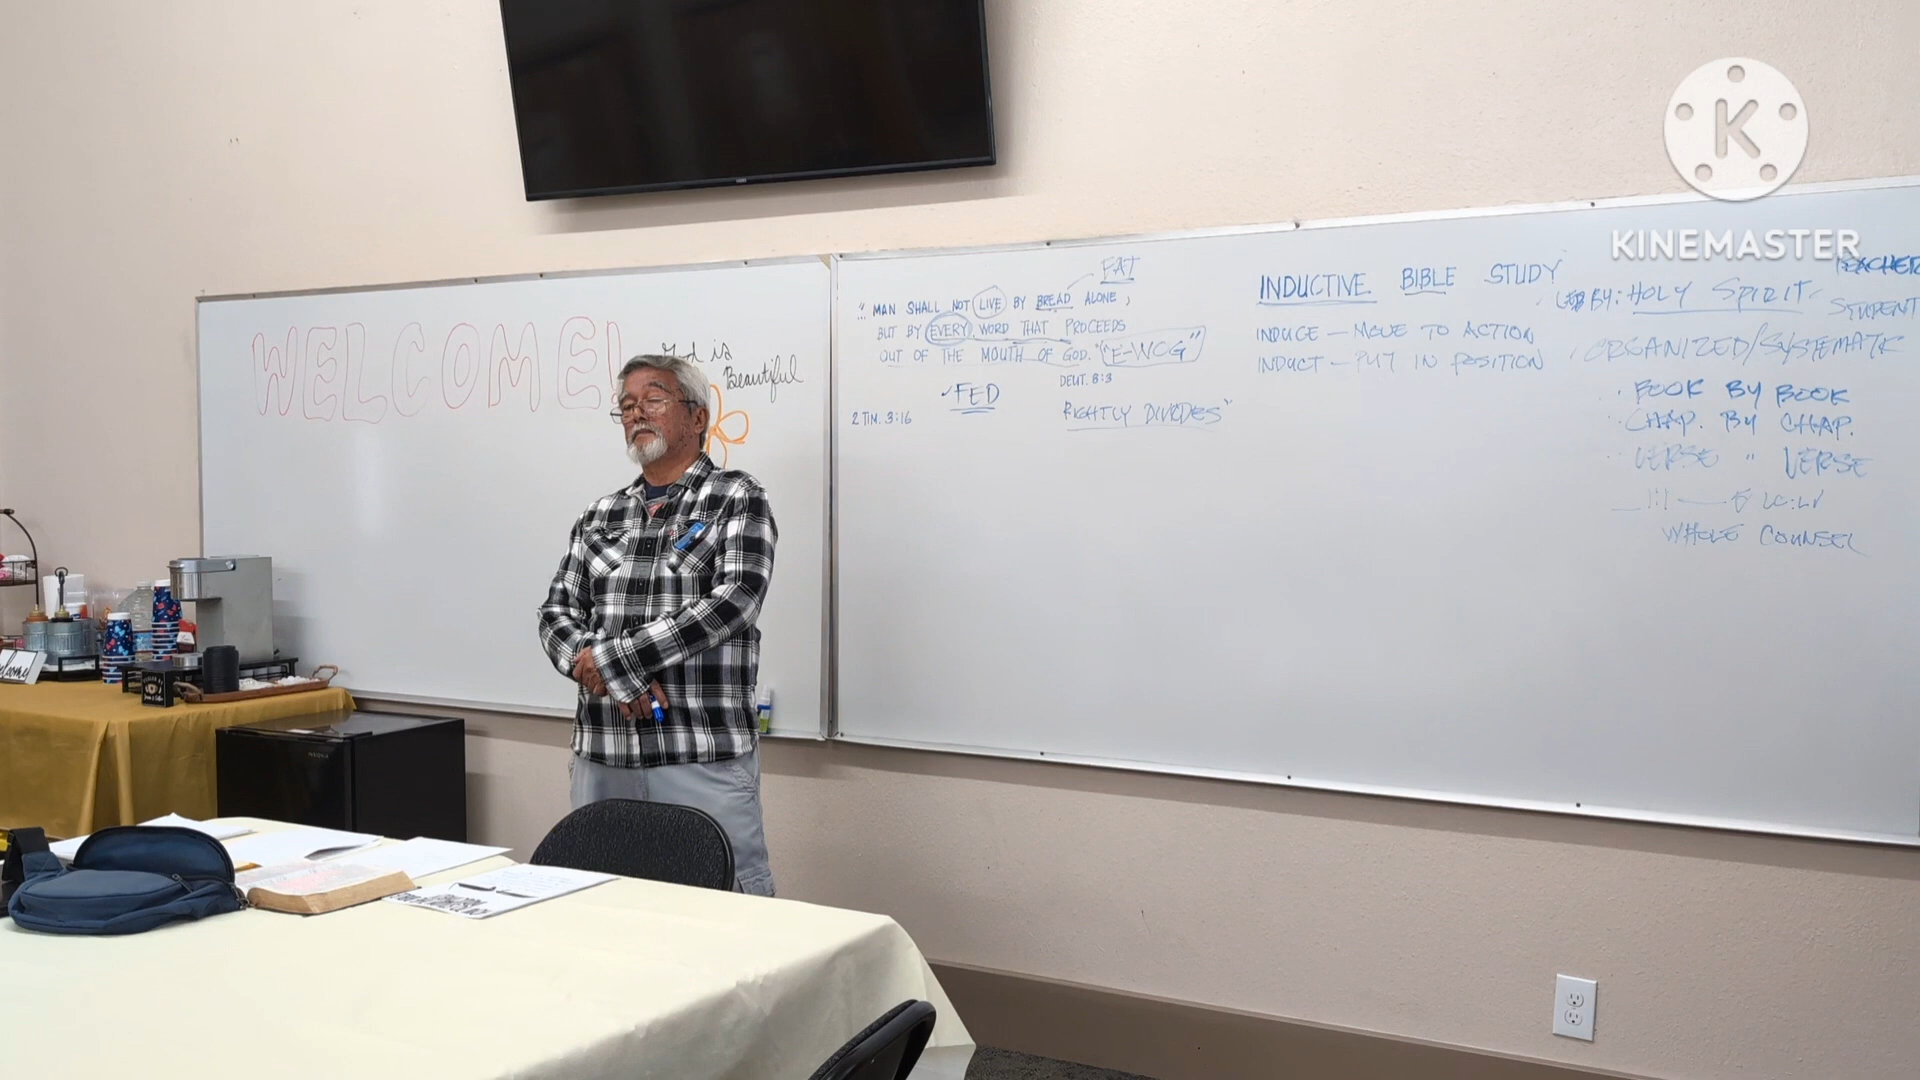 WELCOME!
God is
Beautiful
FAT
"MAN SHALL NOT LIVE BY BREAD ALONE,
BUT BY EVERY WORD THAT PROCEEDS
OUT OF THE MOUTH OF GOD." "E-WCG"
DEUT. 8:3
FED
2 TIM. 3:16
RIGHTLY DIVIDES"
INDUCTIVE BIBLE STUDY
INDUCE — MOVE TO ACTION
INDUCT — PUT IN POSITION
TEACHER
LED BY: HOLY SPIRIT
STUDENT
ORGANIZED/SYSTEMATIC
BOOK BY BOOK
CHAP. BY CHAP.
VERSE " VERSE
WHOLE COUNSEL
K
KINEMASTER